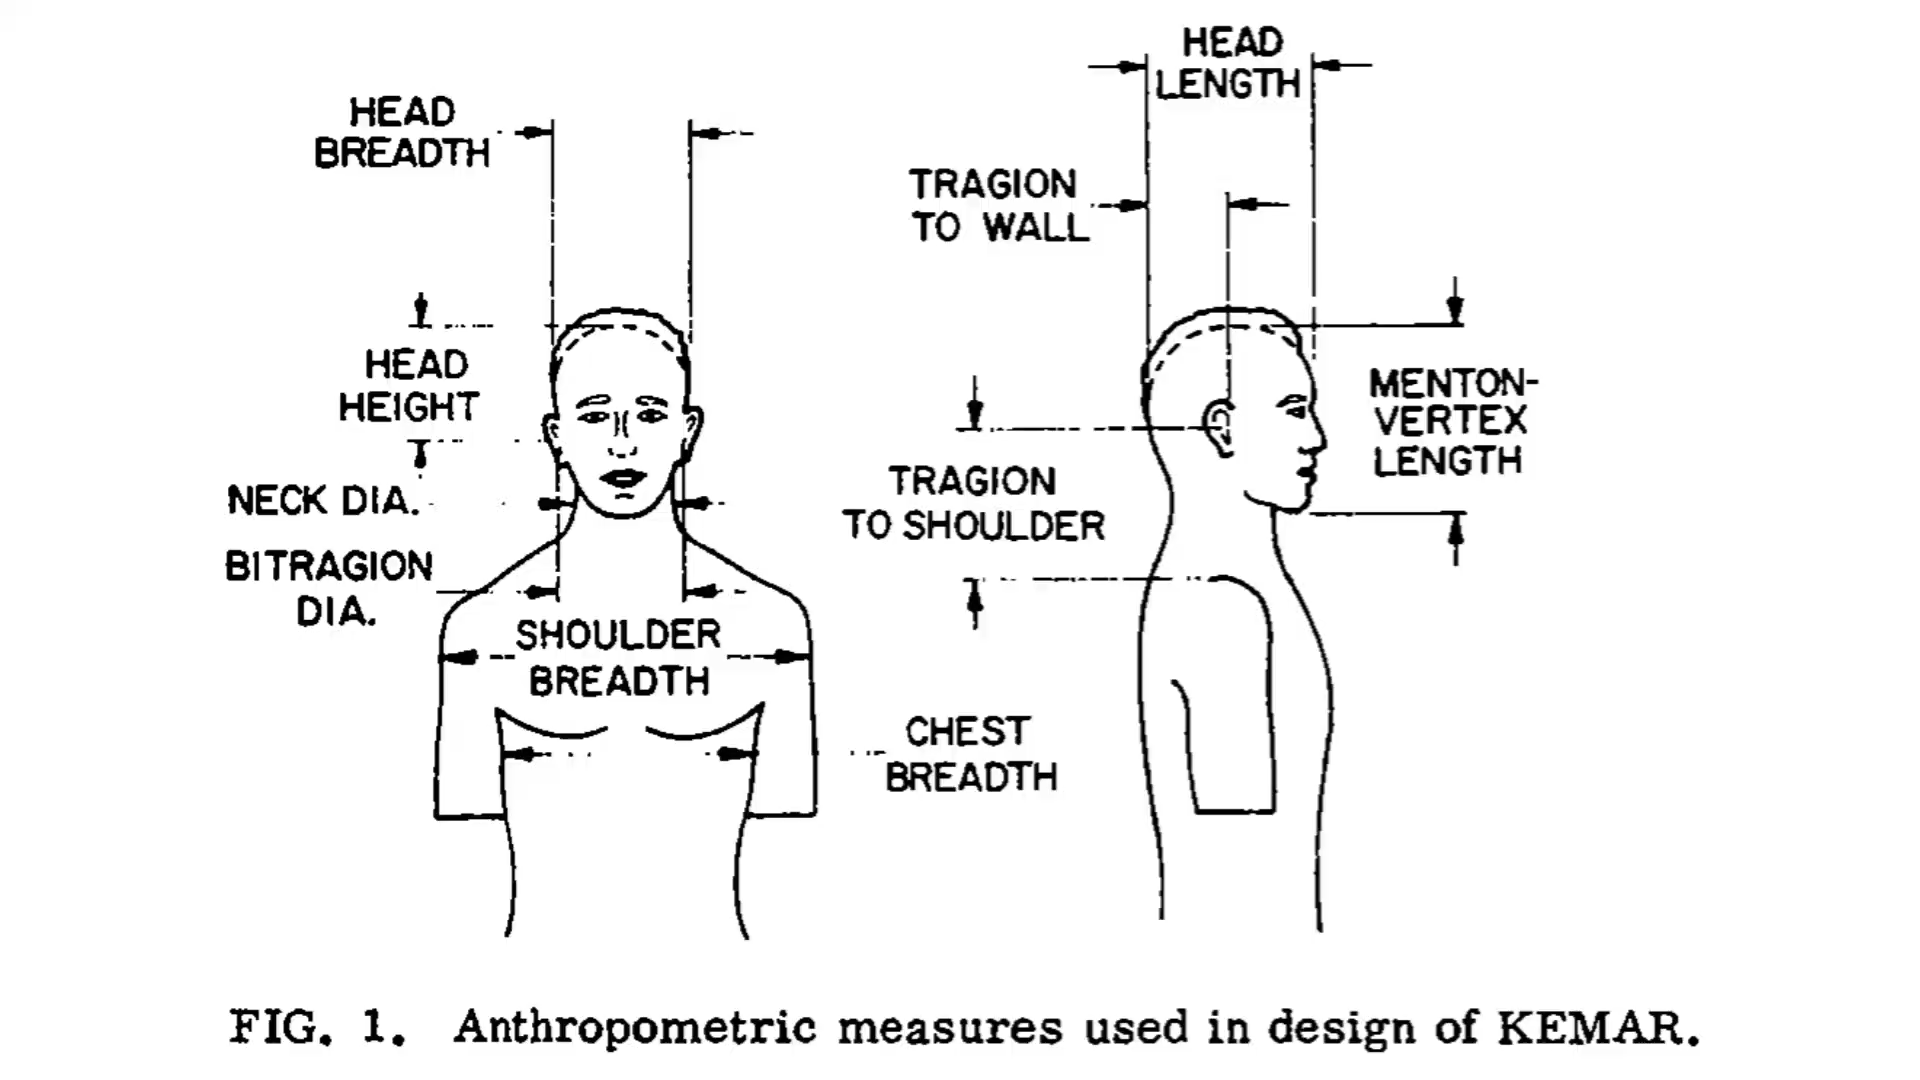 HEAD
BREADTH
HEAD
HEIGHT
NECK DIA.
BITRAGION
DIA.
SHOULDER
BREADTH
CHEST
BREADTH
HEAD
LENGTH
TRAGION
TO WALL
TRAGION
TO SHOULDER
MENTON-
VERTEX
LENGTH
FIG. 1. Anthropometric measures used in design of KEMAR.